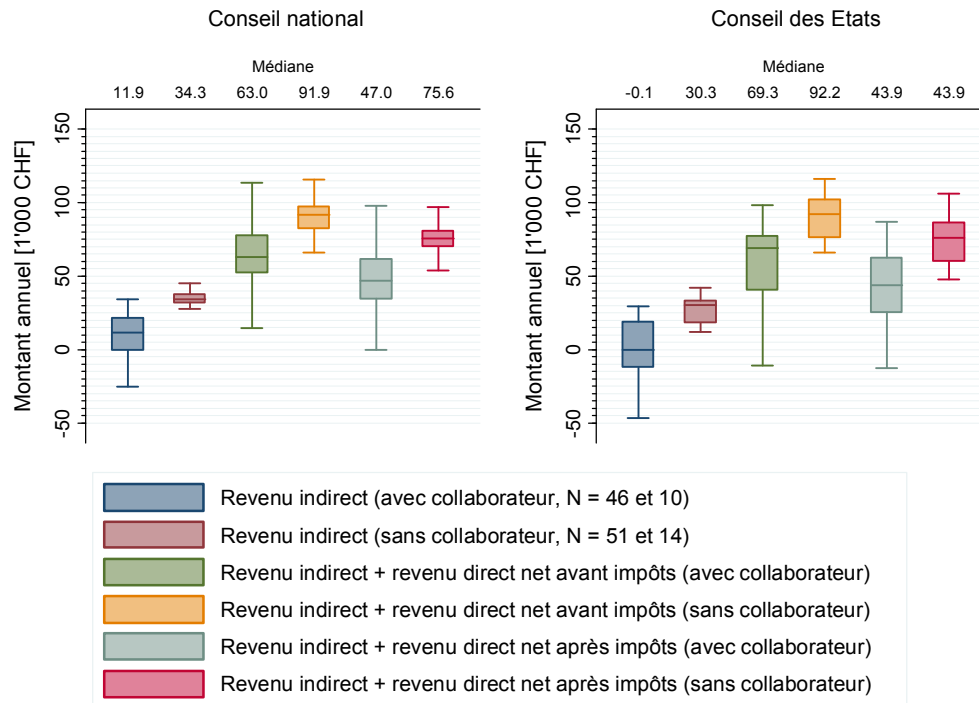 Conseil national
Médiane
11.9 34.3 63.0 91.9 47.0 75.6
Montant annuel [1'000 CHF]
150
100
50
0
-50
Conseil des Etats
Médiane
-0.1 30.3 69.3 92.2 43.9 43.9
Montant annuel [1'000 CHF]
150
100
50
0
-50
Revenu indirect (avec collaborateur, N = 46 et 10)
Revenu indirect (sans collaborateur, N = 51 et 14)
Revenu indirect + revenu direct net avant impôts (avec collaborateur)
Revenu indirect + revenu direct net avant impôts (sans collaborateur)
Revenu indirect + revenu direct net après impôts (avec collaborateur)
Revenu indirect + revenu direct net après impôts (sans collaborateur)